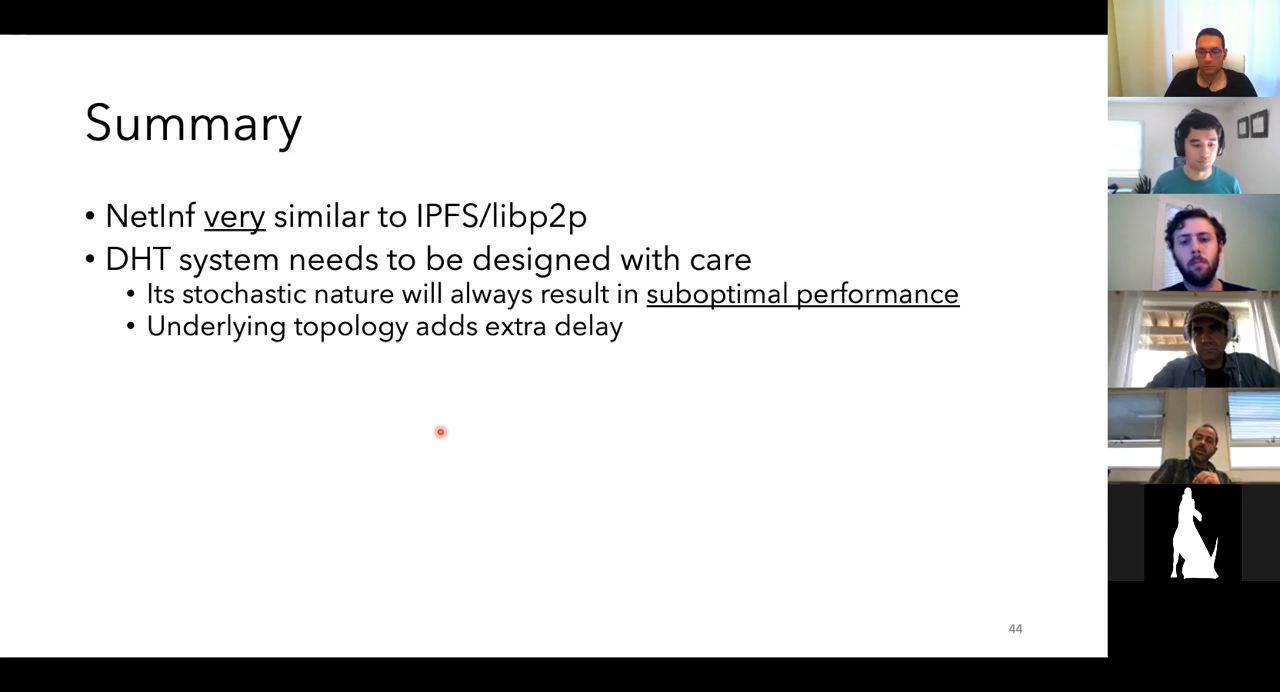 Summary
• NetInf very similar to IPFS/libp2p
• DHT system needs to be designed with care
• Its stochastic nature will always result in suboptimal performance
• Underlying topology adds extra delay
44